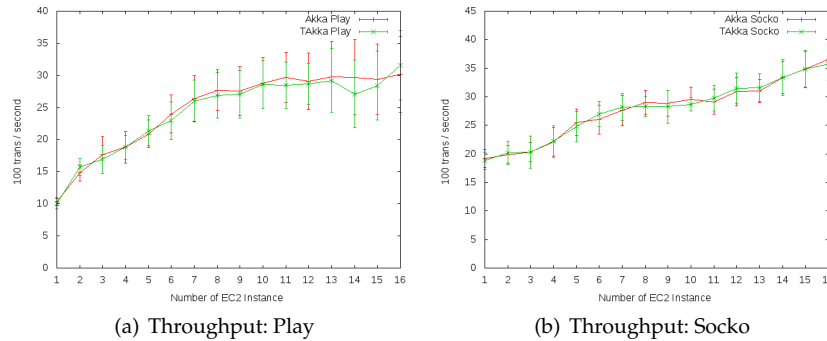 40
35
30
25
20
15
10
5
0
100 trans / second
Akka Play
TAkka Play
1 2 3 4 5 6 7 8 9 10 11 12 13 14 15 16
Number of EC2 Instance
(a) Throughput: Play
45
40
35
30
25
20
15
10
5
0
100 trans / second
Akka Socko
TAkka Socko
1 2 3 4 5 6 7 8 9 10 11 12 13 14 15
Number of EC2 Instance
(b) Throughput: Socko